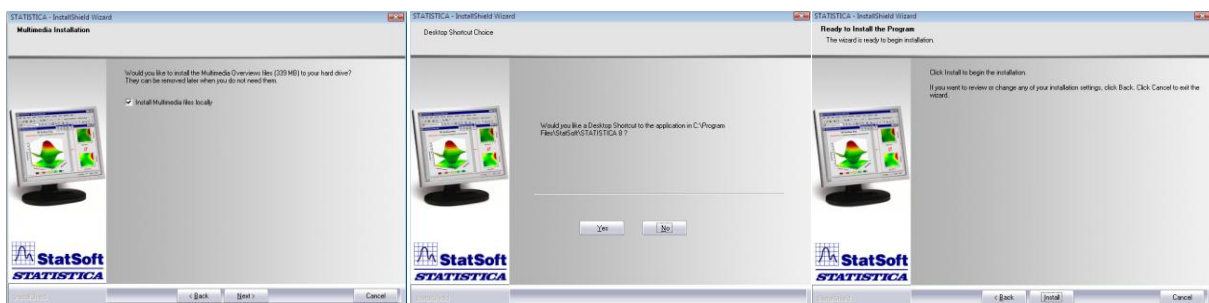 STATISTICA - InstallShield Wizard
Multimedia Installation
Would you like to install the Multimedia Overviews files (339 MB) to your hard drive?
They can be removed later when you do not need them.
Install Multimedia files locally
StatSoft
STATISTICA
< Back
Next >
Cancel
STATISTICA - InstallShield Wizard
Desktop Shortcut Choice
Would you like a Desktop Shortcut to the application in C:\Program
Files\StatSoft\STATISTICA 8 ?
Yes
No
StatSoft
STATISTICA
STATISTICA - InstallShield Wizard
Ready to Install the Program
The wizard is ready to begin installation.
Click Install to begin the installation.
If you want to review or change any of your installation settings, click Back. Click Cancel to exit the
wizard.
StatSoft
STATISTICA
< Back
Install
Cancel